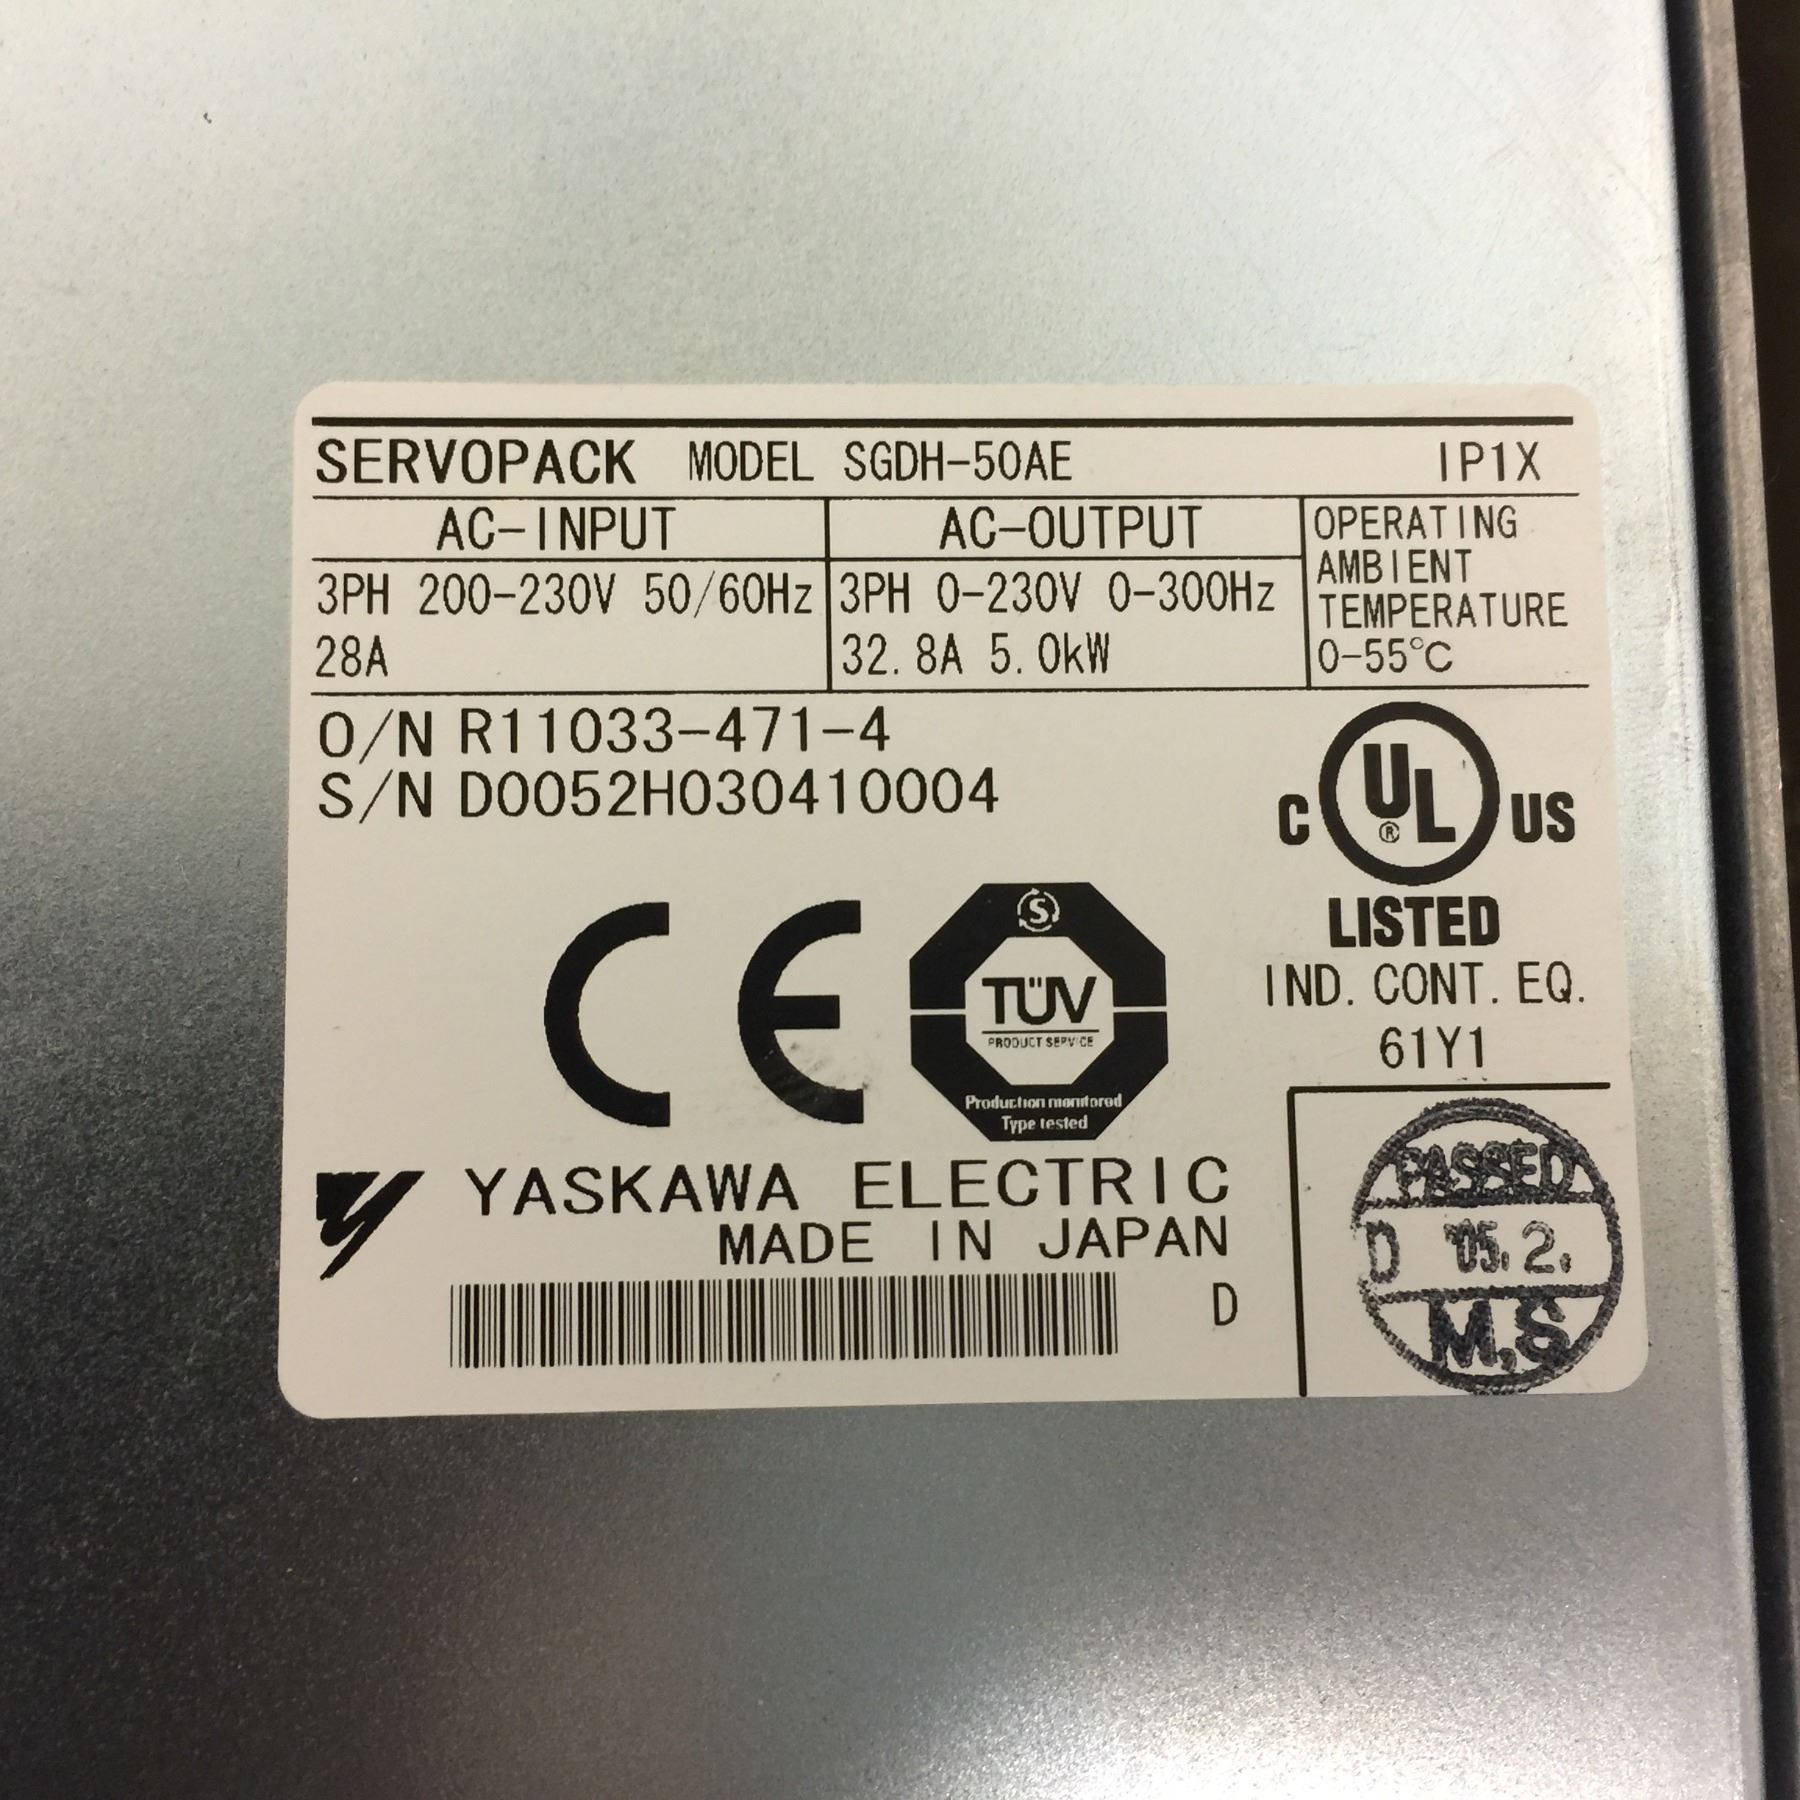 SERVOPACK MODEL SGDH-50AE IP1X
AC-INPUT
3PH 200-230V 50/60Hz
28A
AC-OUTPUT
3PH 0-230V 0-300Hz
32.8A 5.0kW
OPERATING
AMBIENT
TEMPERATURE
0-55°C
O/N R11033-471-4
S/N D0052H030410004
C UL ® US
LISTED
IND. CONT. EQ.
61Y1
CE
S
TÜV
PRODUCT SERVICE
Production monitored
Type tested
YASKAWA ELECTRIC
MADE IN JAPAN
D
PASSED
D '05.2.
M.S